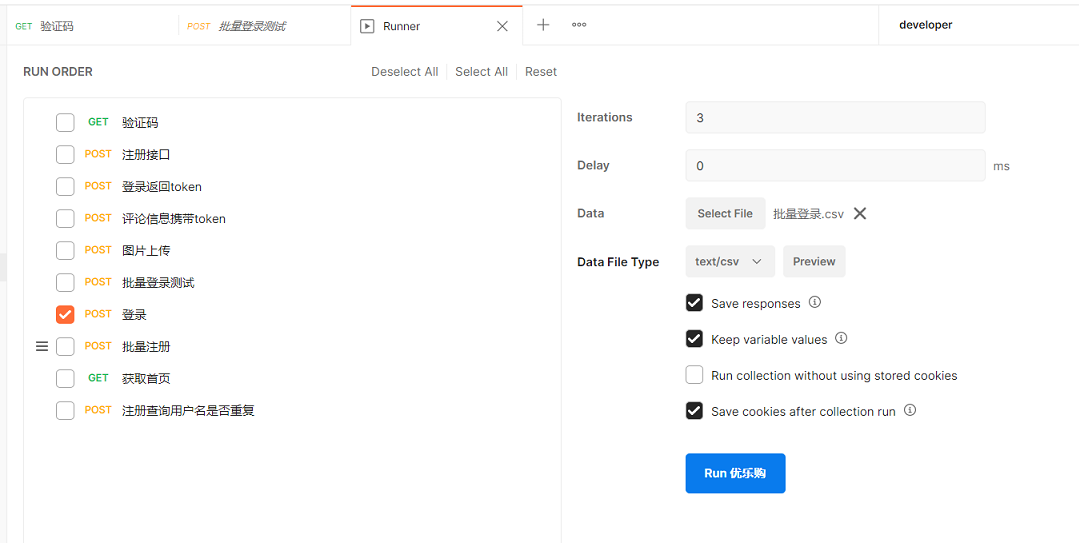 GET 验证码
POST 批量登录测试
Runner
developer
RUN ORDER
Deselect All
Select All
Reset
GET 验证码
POST 注册接口
POST 登录返回token
POST 评论信息携带token
POST 图片上传
POST 批量登录测试
POST 登录
POST 批量注册
GET 获取首页
POST 注册查询用户名是否重复
Iterations 3
Delay 0 ms
Data Select File 批量登录.csv
Data File Type text/csv Preview
Save responses
Keep variable values
Run collection without using stored cookies
Save cookies after collection run
Run 优乐购